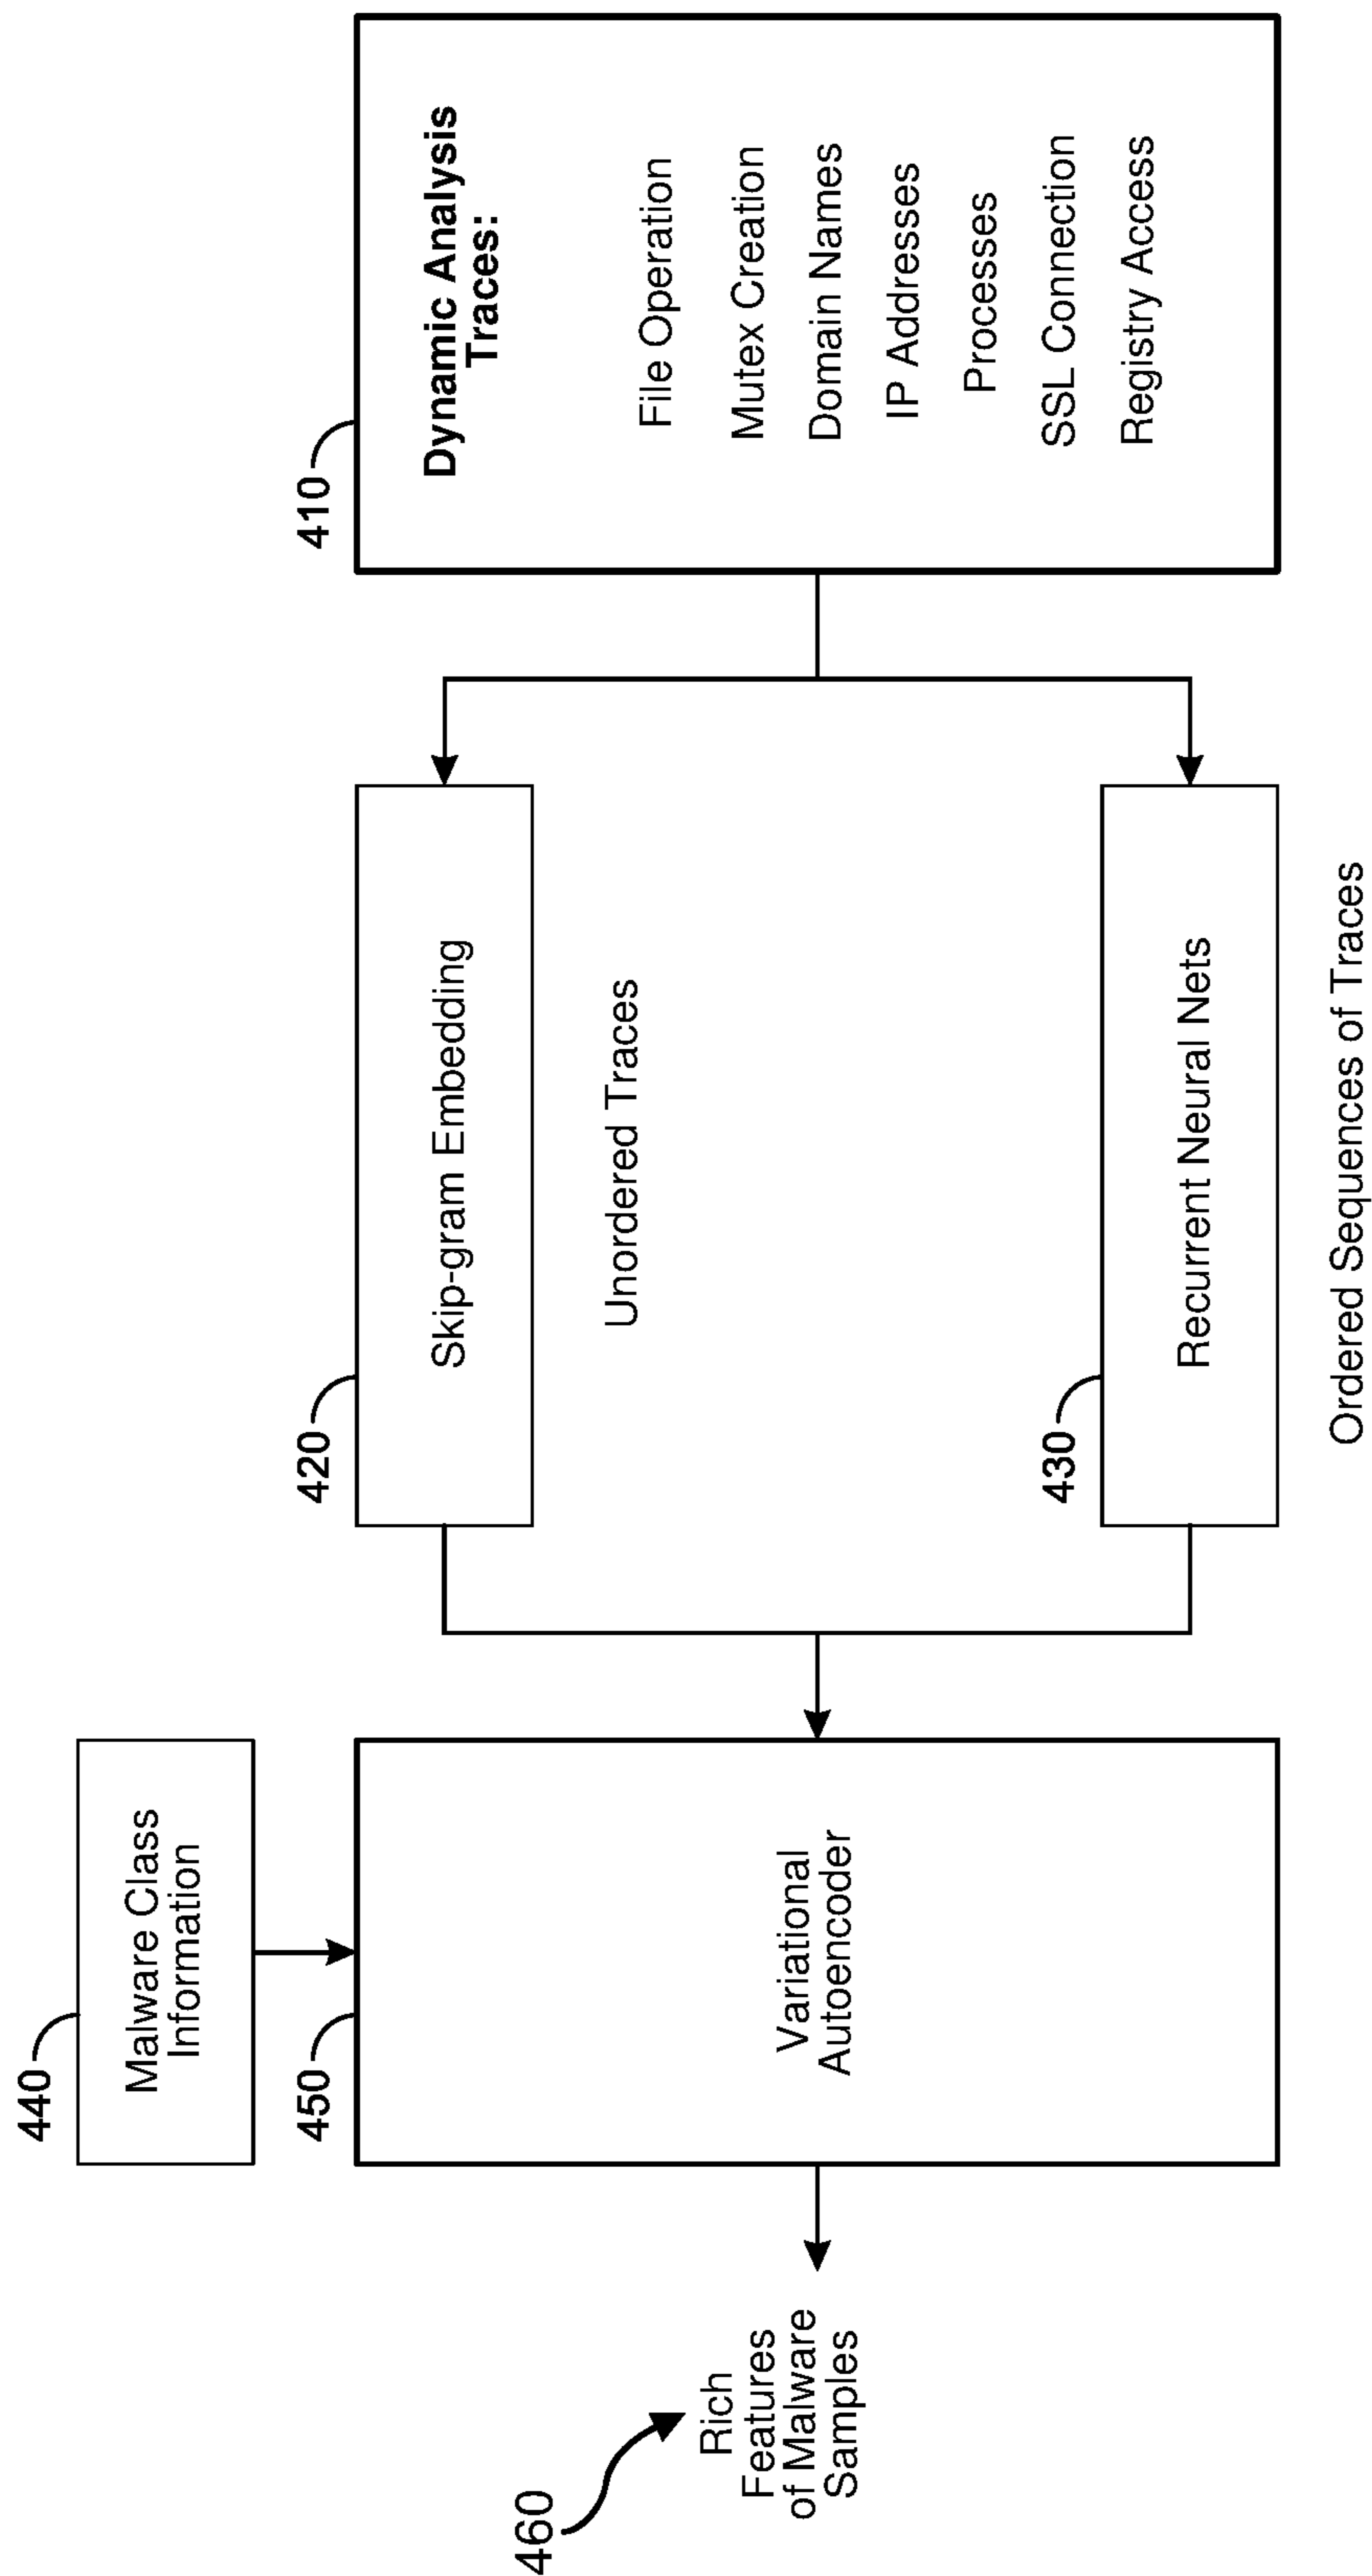 440
Malware Class
Information
460
Rich
Features
of Malware
Samples
450
Variational
Autoencoder
420
Skip-gram Embedding
Unordered Traces
430
Recurrent Neural Nets
Ordered Sequences of Traces
410
Dynamic Analysis
Traces:
File Operation
Mutex Creation
Domain Names
IP Addresses
Processes
SSL Connection
Registry Access